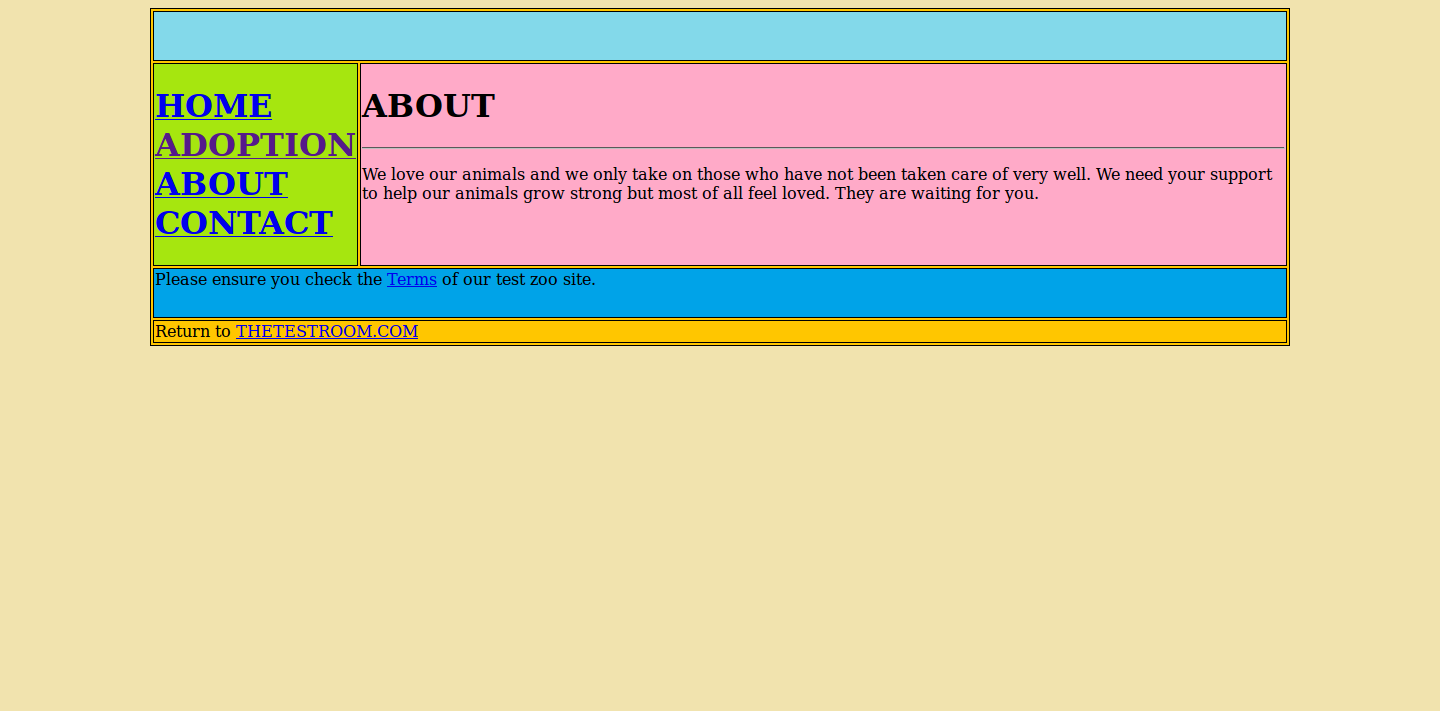 HOME
ADOPTION
ABOUT
CONTACT
ABOUT
We love our animals and we only take on those who have not been taken care of very well. We need your support
to help our animals grow strong but most of all feel loved. They are waiting for you.
Please ensure you check the Terms of our test zoo site.
Return to THETESTROOM.COM